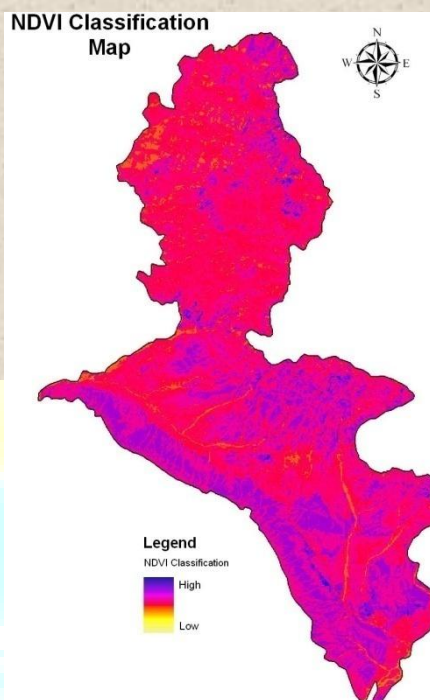 NDVI Classification
Map
N
W E
S
Legend
NDVI Classification
High
Low